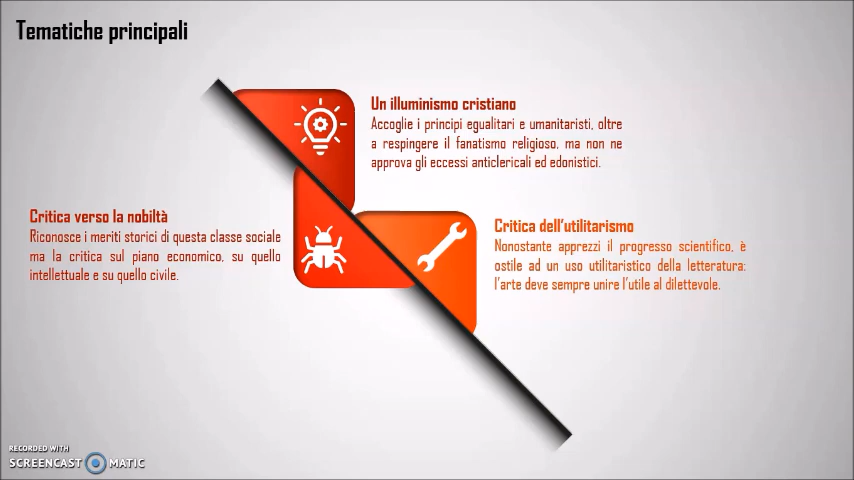 Tematiche principali
Un illuminismo cristiano
Accoglie i principi egualitari e umanitaristi, oltre
a respingere il fanatismo religioso, ma non ne
approva gli eccessi anticlericali ed edonistici.
Critica verso la nobiltà
Riconosce i meriti storici di questa classe sociale
ma la critica sul piano economico, su quello
intellettuale e su quello civile.
Critica dell'utilitarismo
Nonostante apprezzi il progresso scientifico, è
ostile ad un uso utilitaristico della letteratura:
l'arte deve sempre unire l'utile al dilettevole.
RECORDED WITH
SCREENCAST MATIC